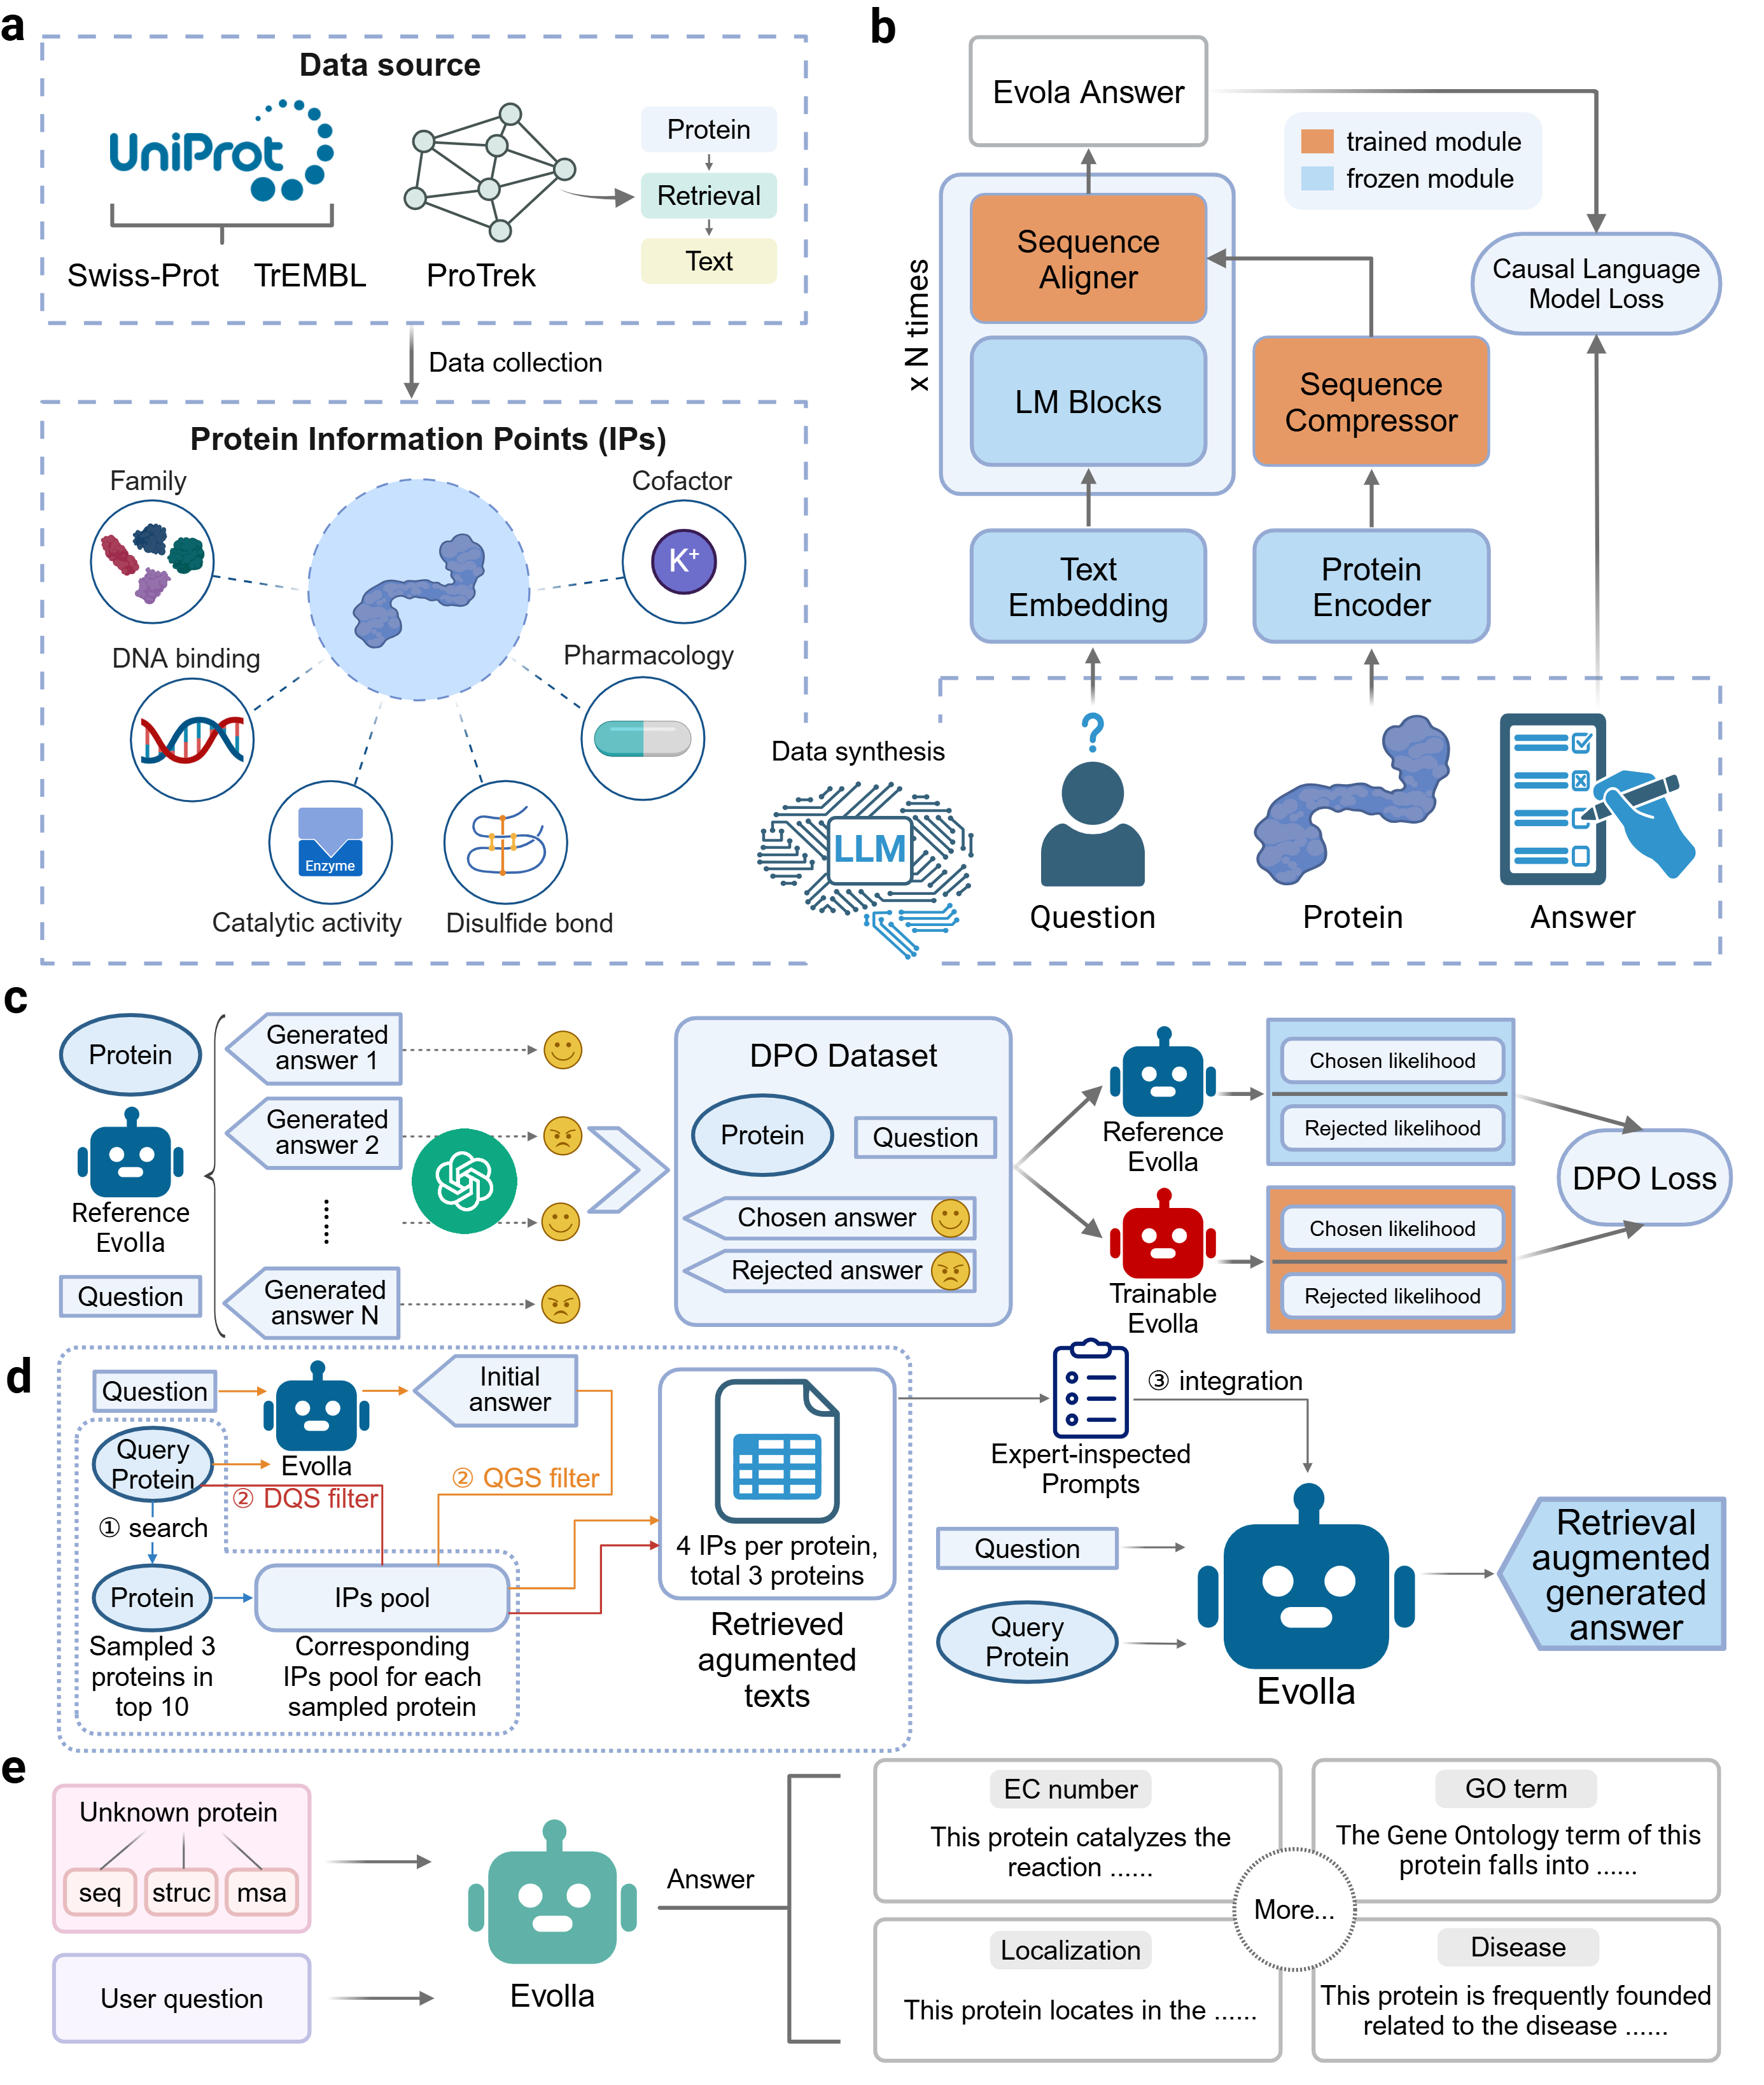 a
Data source
UniProt
Swiss-Prot
TrEMBL
ProTrek
Protein
Retrieval
Text
Data collection
Protein Information Points (IPs)
Family
Cofactor
K+
DNA binding
Pharmacology
Enzyme
Catalytic activity
Disulfide bond
Data synthesis
LLM
b
Evola Answer
trained module
frozen module
Sequence
Aligner
x N times
LM Blocks
Causal Language
Model Loss
Sequence
Compressor
Text
Embedding
Protein
Encoder
?
Question
Protein
Answer
c
Protein
Reference
Evolla
Question
Generated
answer 1
Generated
answer 2
Generated
answer N
DPO Dataset
Protein
Question
Chosen answer
Rejected answer
Reference
Evolla
Trainable
Evolla
Chosen likelihood
Rejected likelihood
Chosen likelihood
Rejected likelihood
DPO Loss
d
Question
Initial
answer
Query
Protein
Evolla
② QGS filter
② DQS filter
① search
Protein
IPs pool
Sampled 3
proteins in
top 10
Corresponding
IPs pool for each
sampled protein
4 IPs per protein,
total 3 proteins
Retrieved
agumented
texts
Expert-inspected
Prompts
③ integration
Question
Query
Protein
Evolla
Retrieval
augmented
generated
answer
e
Unknown protein
seq
struc
msa
User question
Evolla
Answer
EC number
This protein catalyzes the
reaction ......
GO term
The Gene Ontology term of this
protein falls into ......
More...
Localization
This protein locates in the ......
Disease
This protein is frequently founded
related to the disease ......